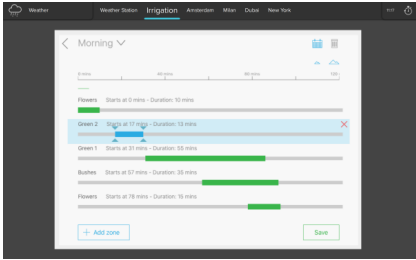 Weather Weather Station Irrigation Amsterdam Milan Dubai New York 11:17
Morning
0 mins 40 mins 80 mins 120
Flowers Starts at 0 mins - Duration: 10 mins
Green 2 Starts at 17 mins - Duration: 13 mins
Green 1 Starts at 31 mins - Duration: 55 mins
Bushes Starts at 57 mins - Duration: 35 mins
Flowers Starts at 78 mins - Duration: 16 mins
+ Add zone Save